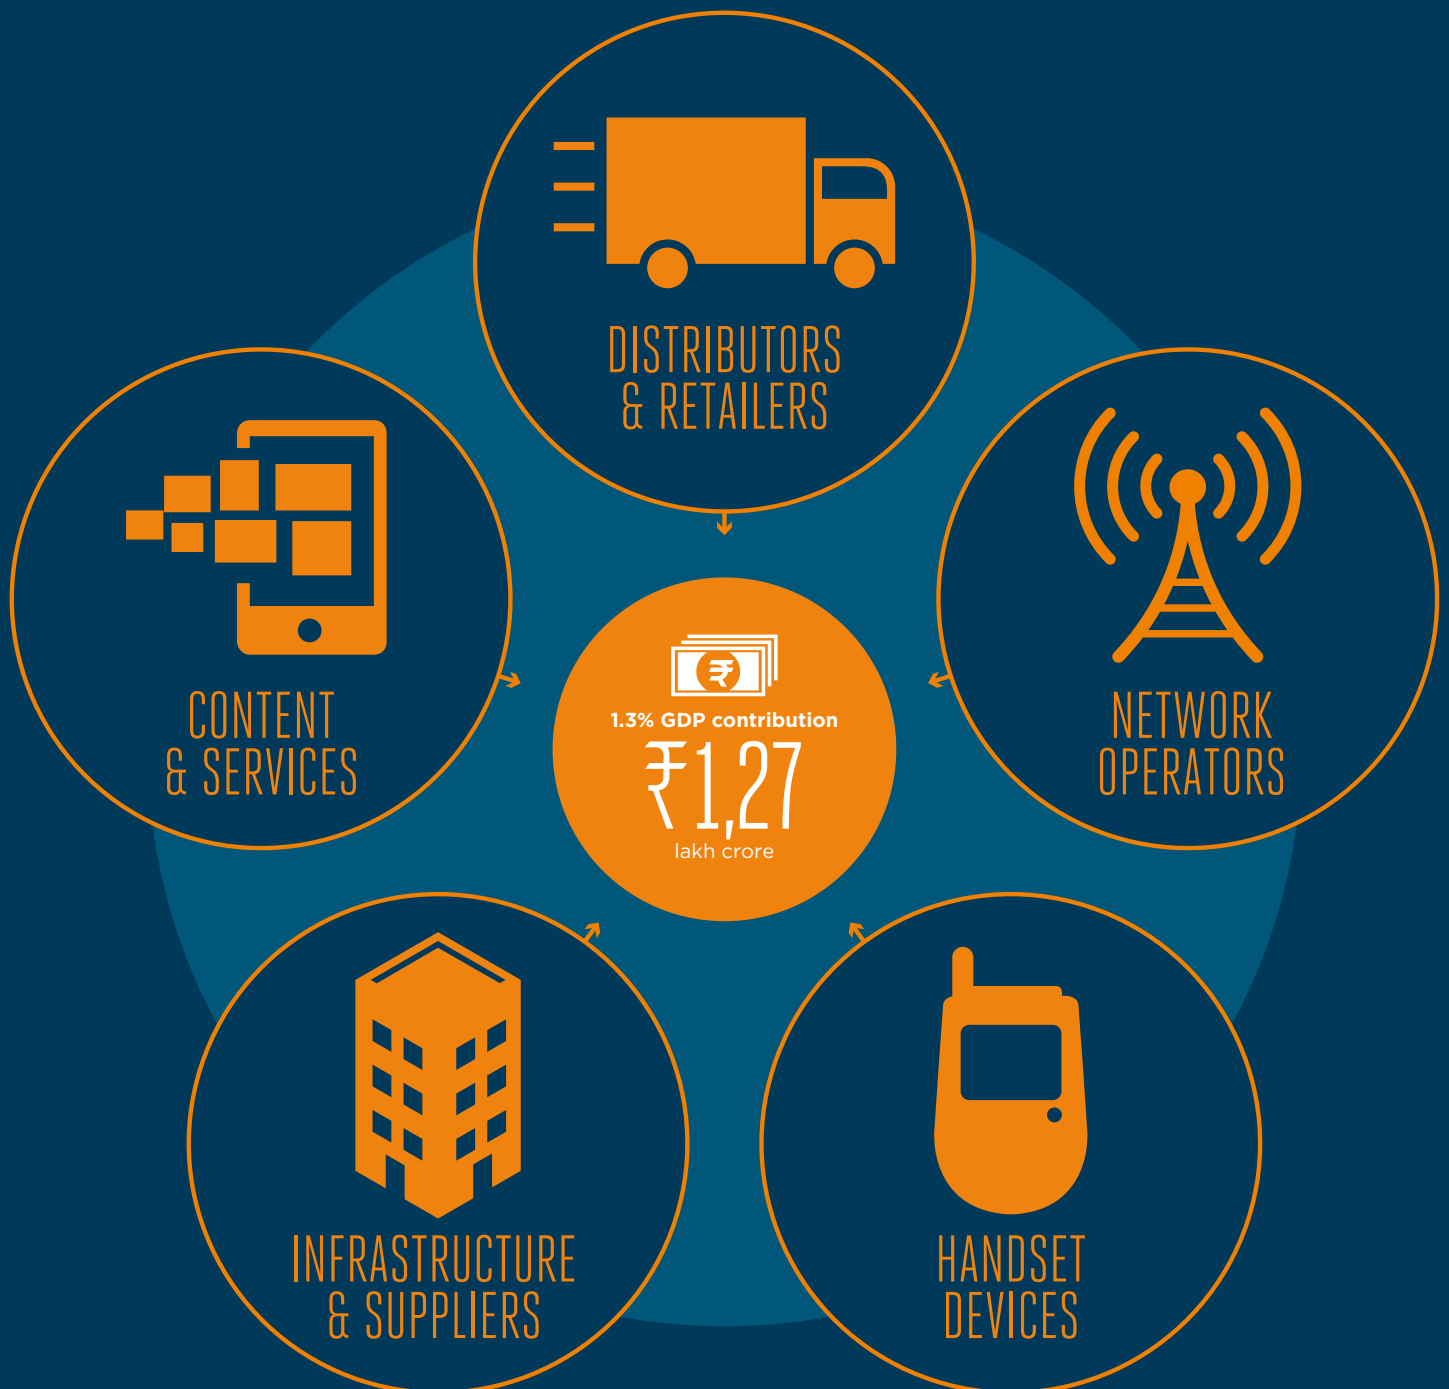 DISTRIBUTORS
& RETAILERS
CONTENT
& SERVICES
NETWORK
OPERATORS
₹
1.3% GDP contribution
₹1,27
lakh crore
INFRASTRUCTURE
& SUPPLIERS
HANDSET
DEVICES